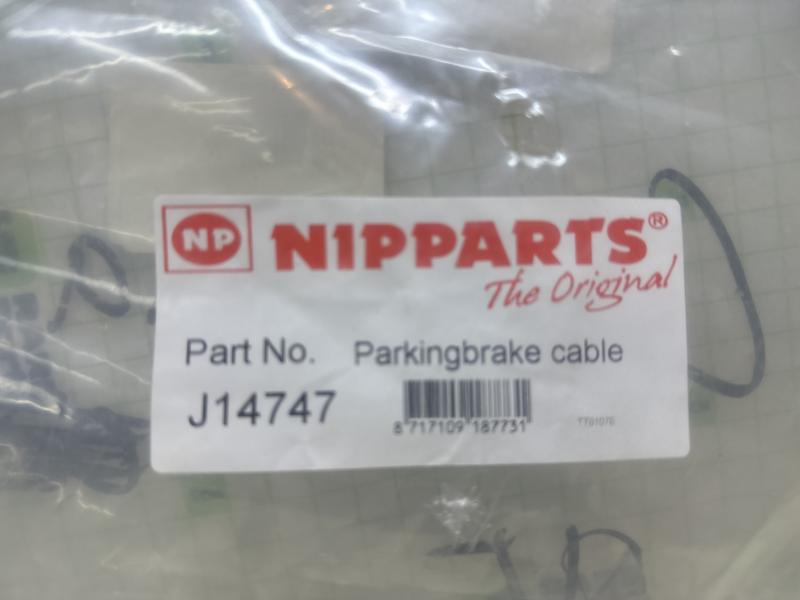 NP NIPPARTS®
The Original
Part No. Parkingbrake cable
J14747
8 717109 187731